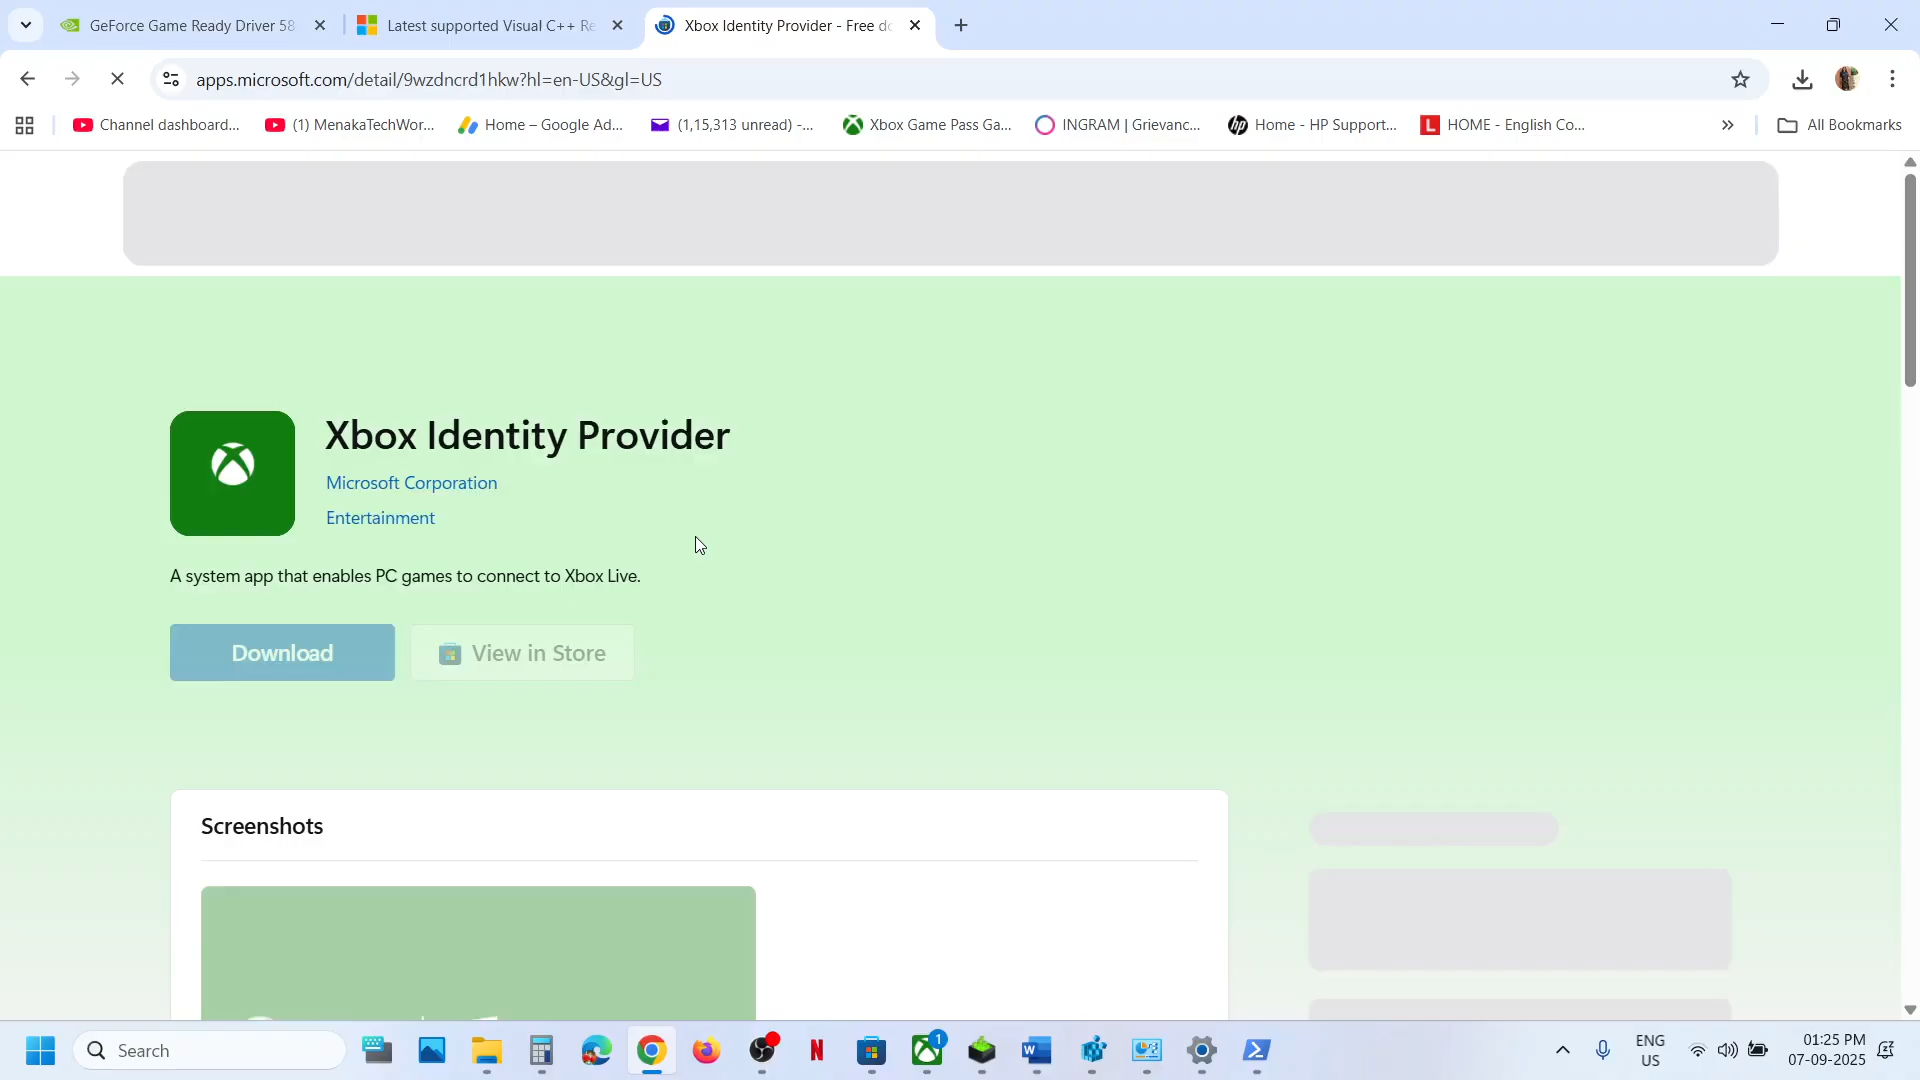 GeForce Game Ready Driver 58
Latest supported Visual C++ Re
Xbox Identity Provider - Free do
apps.microsoft.com/detail/9wzdncrd1hkw?hl=en-US&gl=US
Channel dashboard...
(1) MenakaTechWor...
Home – Google Ad...
(1,15,313 unread) -...
Xbox Game Pass Ga...
INGRAM | Grievanc...
Home - HP Support...
HOME - English Co...
All Bookmarks
Xbox Identity Provider
Microsoft Corporation
Entertainment
A system app that enables PC games to connect to Xbox Live.
Download
View in Store
Screenshots
Search
1
ENG
US
01:25 PM
07-09-2025